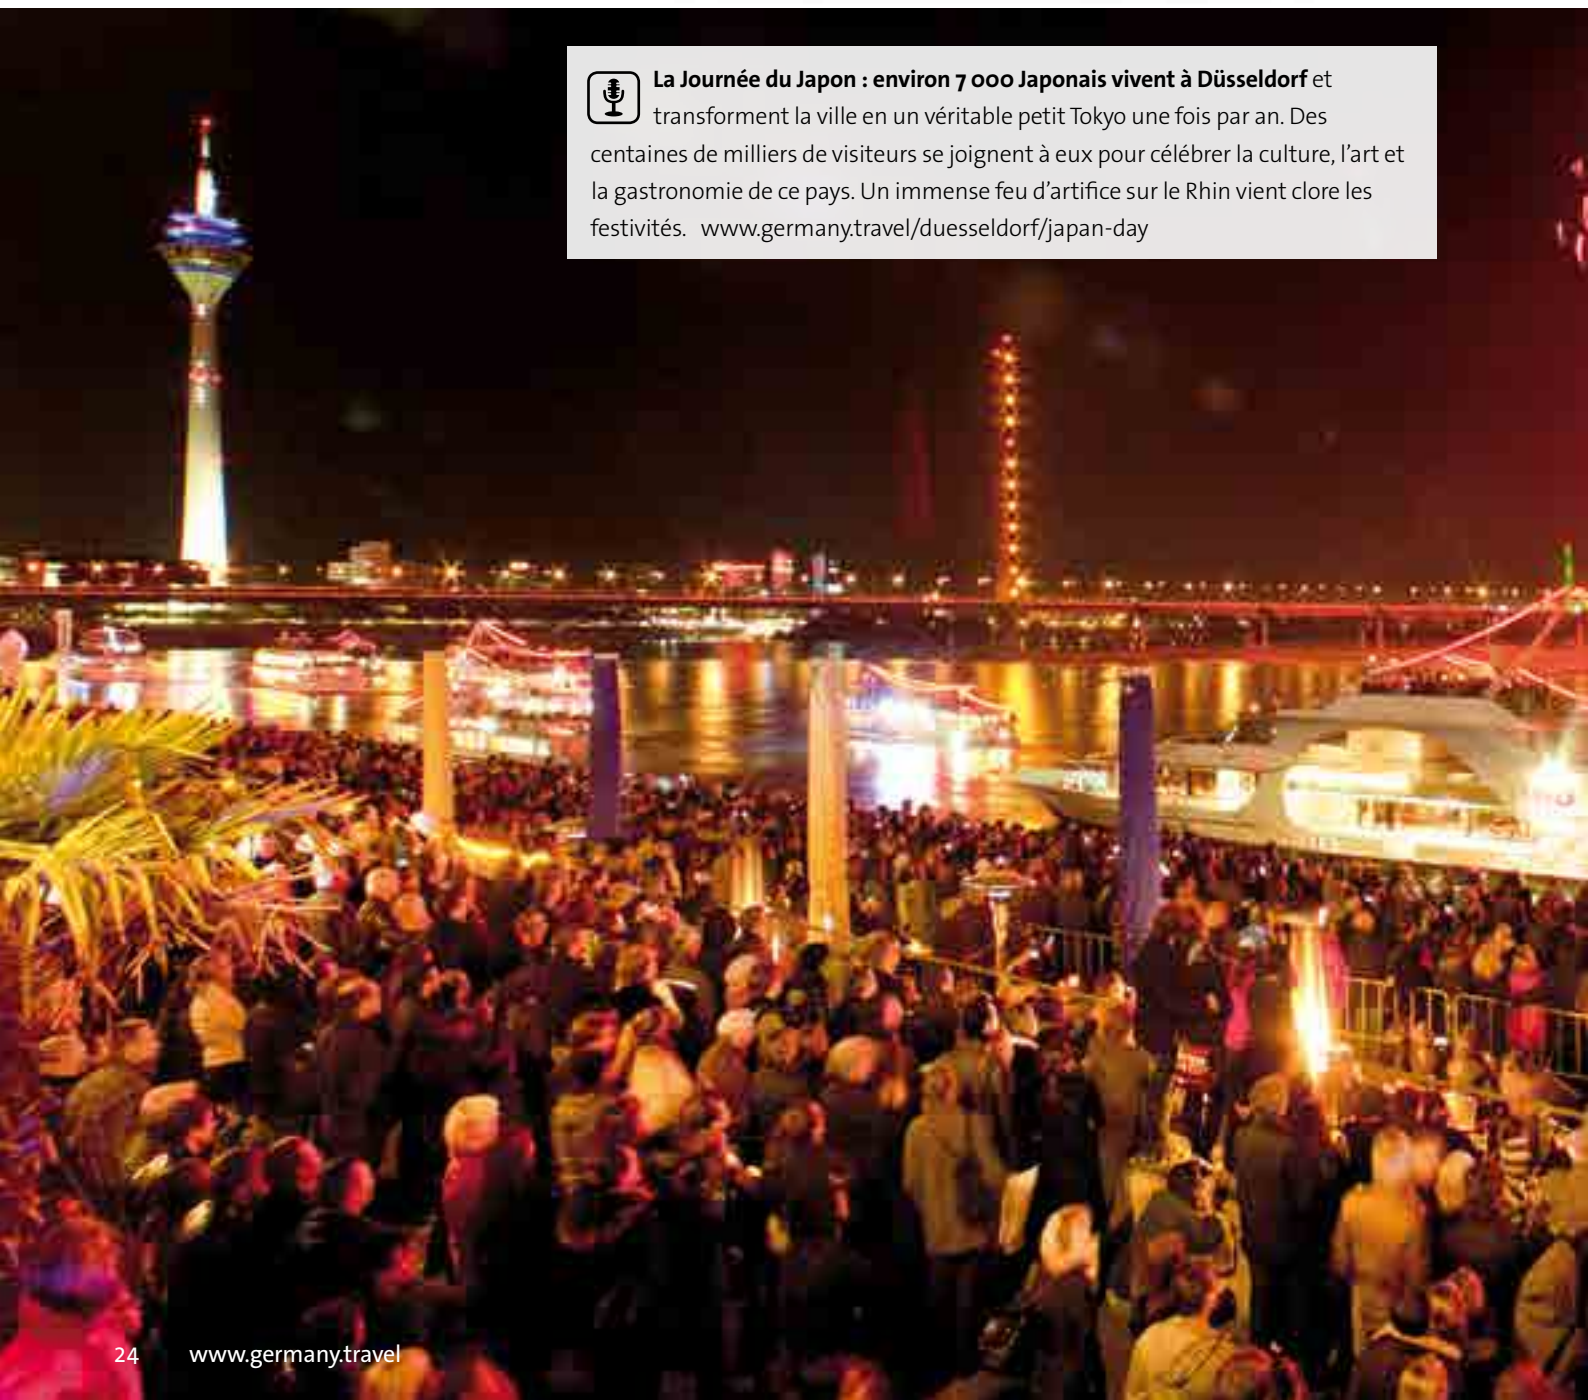 La Journée du Japon : environ 7 000 Japonais vivent à Düsseldorf et
transforment la ville en un véritable petit Tokyo une fois par an. Des
centaines de milliers de visiteurs se joignent à eux pour célébrer la culture, l’art et
la gastronomie de ce pays. Un immense feu d’artifice sur le Rhin vient clore les
festivités. www.germany.travel/duesseldorf/japan-day
24 www.germany.travel